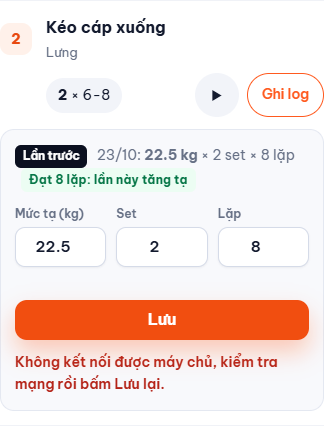 2
Kéo cáp xuống
Lưng
2 × 6-8
Ghi log
Lần trước 23/10: 22.5 kg × 2 set × 8 lặp
Đạt 8 lặp: lần này tăng tạ
Mức tạ (kg) Set Lặp
22.5 2 8
Lưu
Không kết nối được máy chủ, kiểm tra
mạng rồi bấm Lưu lại.